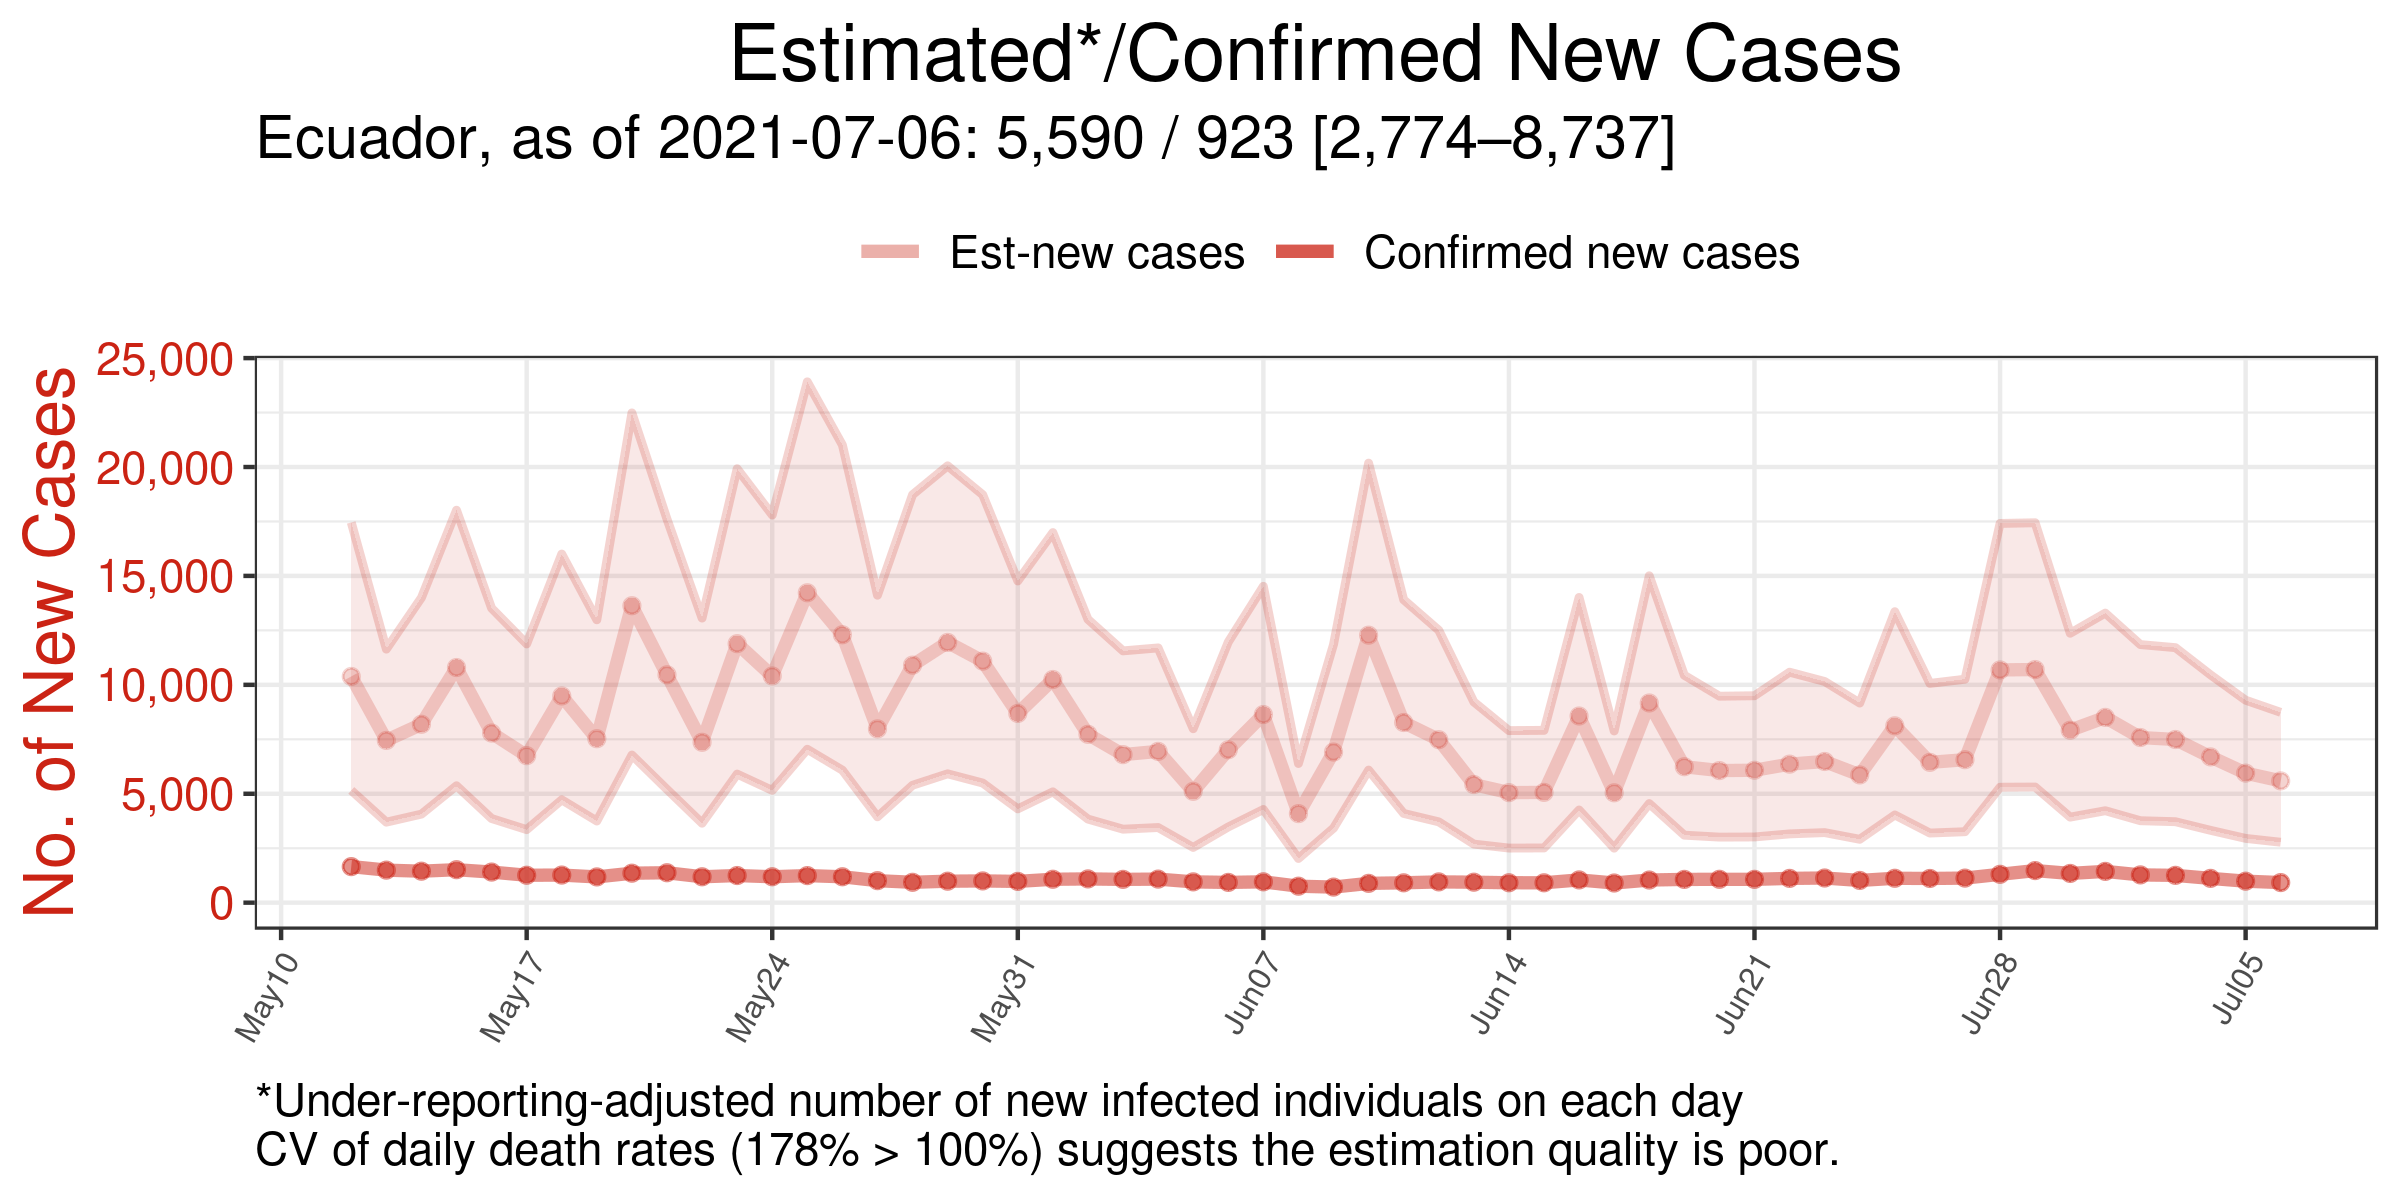 Estimated*/Confirmed New Cases
Ecuador, as of 2021-07-06: 5,590 / 923 [2,774–8,737]
Est-new cases
Confirmed new cases
No. of New Cases
25,000
20,000
15,000
10,000
5,000
0
May10
May17
May24
May31
Jun07
Jun14
Jun21
Jun28
Jul05
*Under-reporting-adjusted number of new infected individuals on each day
CV of daily death rates (178% > 100%) suggests the estimation quality is poor.